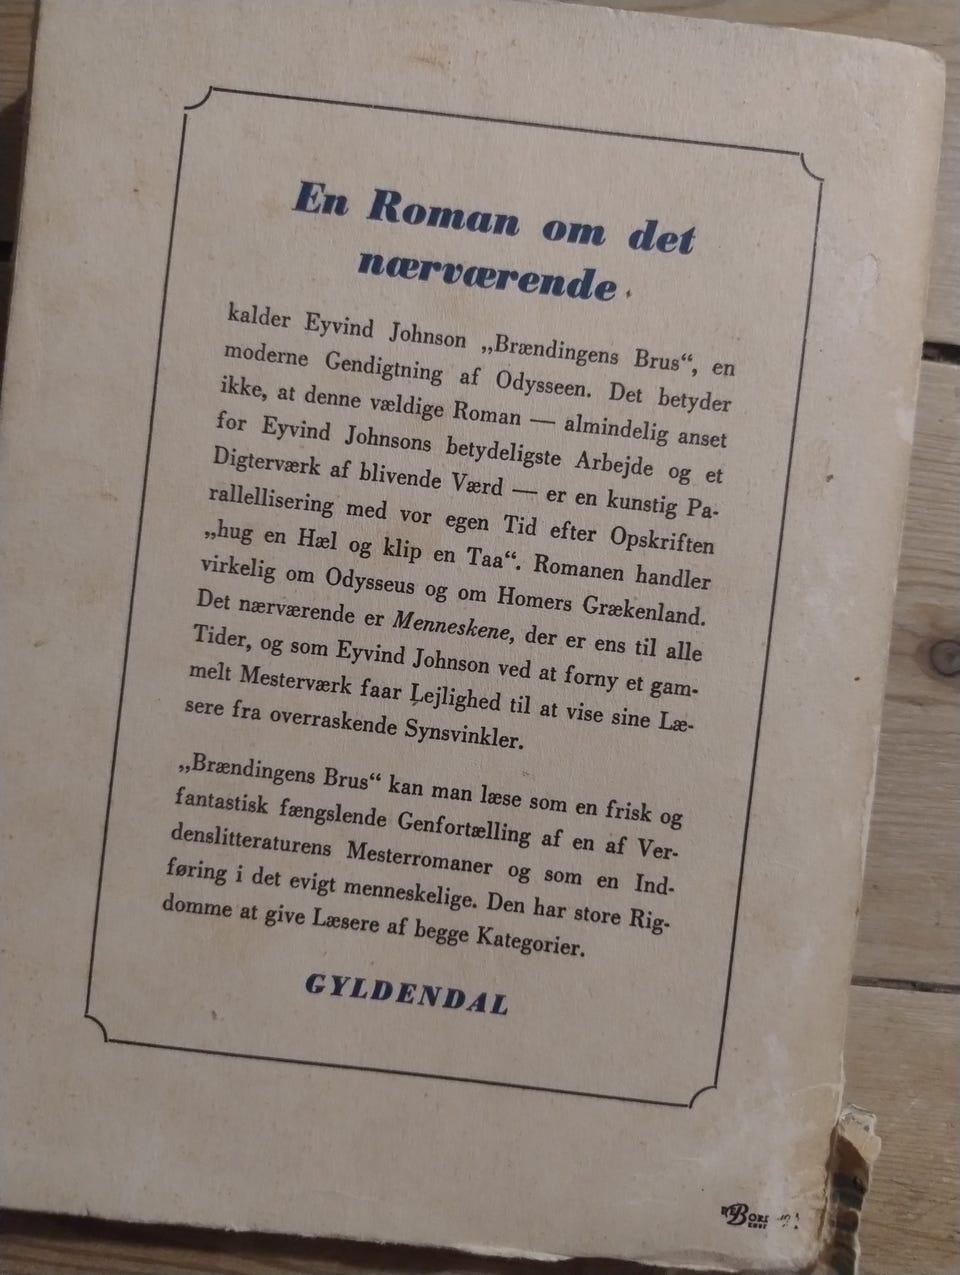 En Roman om det
nærværende
kalder Eyvind Johnson „Brændingens Brus“, en
moderne Gendigtning af Odysseen. Det betyder
ikke, at denne vældige Roman — almindelig anset
for Eyvind Johnsons betydeligste Arbejde og et
Digterværk af blivende Værd — er en kunstig Pa-
rallellisering med vor egen Tid efter Opskriften
„hug en Hæl og klip en Taa“. Romanen handler
virkelig om Odysseus og om Homers Grækenland.
Det nærværende er Menneskene, der er ens til alle
Tider, og som Eyvind Johnson ved at forny et gam-
melt Mesterværk faar Lejlighed til at vise sine Læ-
sere fra overraskende Synsvinkler.
„Brændingens Brus“ kan man læse som en frisk og
fantastisk fængslende Genfortælling af en af Ver-
denslitteraturens Mesterromaner og som en Ind-
føring i det evigt menneskelige. Den har store Rig-
domme at give Læsere af begge Kategorier.
GYLDENDAL